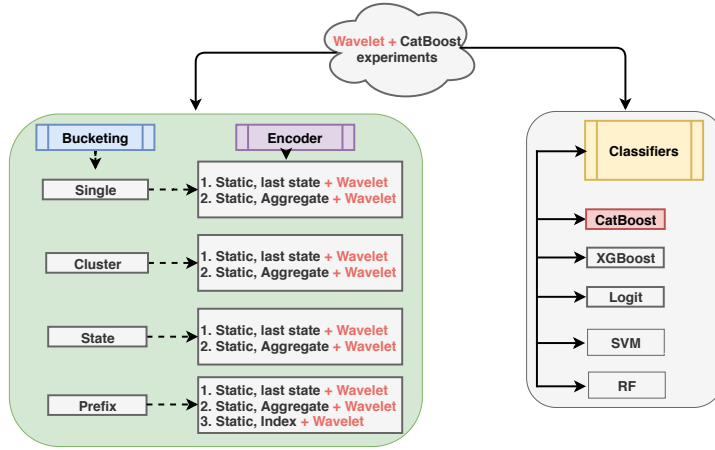 Wavelet + CatBoost
experiments
Bucketing
Encoder
Single
1. Static, last state + Wavelet
2. Static, Aggregate + Wavelet
Cluster
1. Static, last state + Wavelet
2. Static, Aggregate + Wavelet
State
1. Static, last state + Wavelet
2. Static, Aggregate + Wavelet
Prefix
1. Static, last state + Wavelet
2. Static, Aggregate + Wavelet
3. Static, Index + Wavelet
Classifiers
CatBoost
XGBoost
Logit
SVM
RF